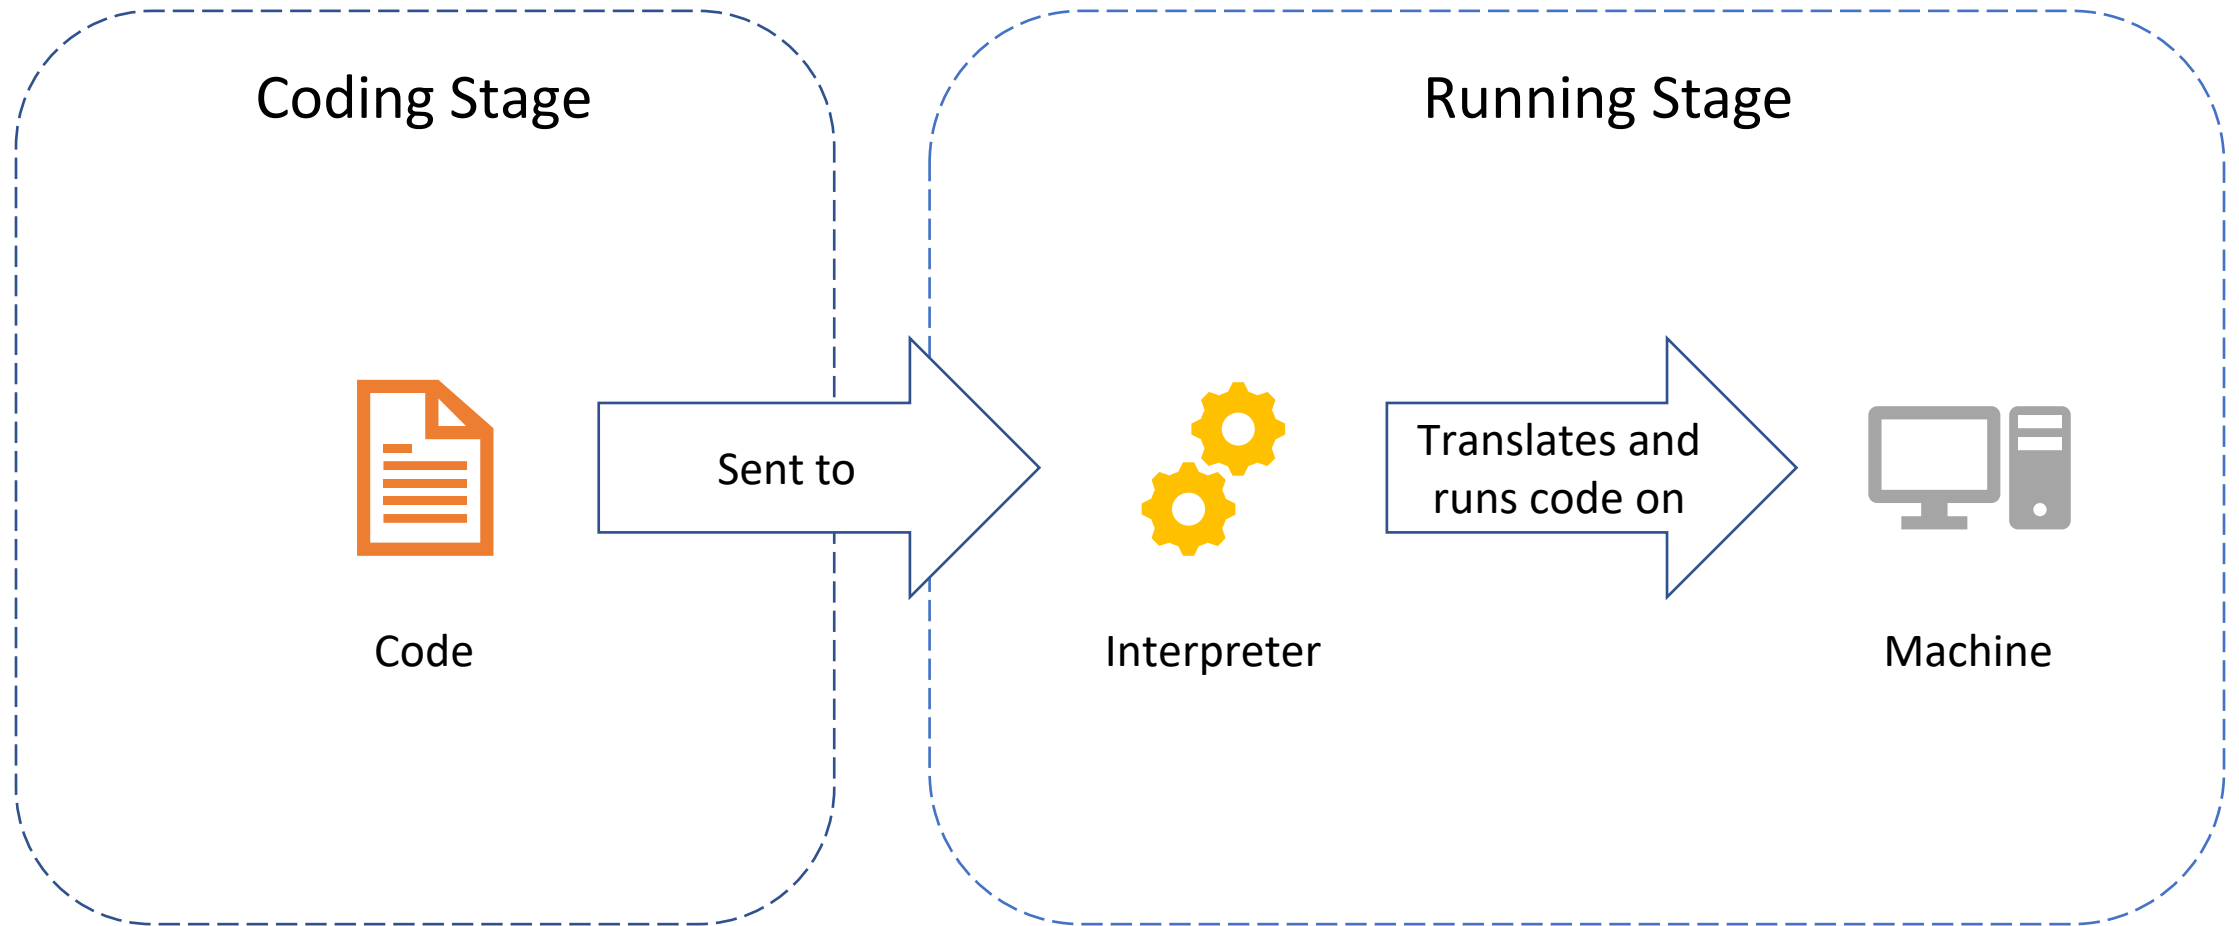 Coding Stage
Running Stage
Sent to
Translates and
runs code on
Code
Interpreter
Machine